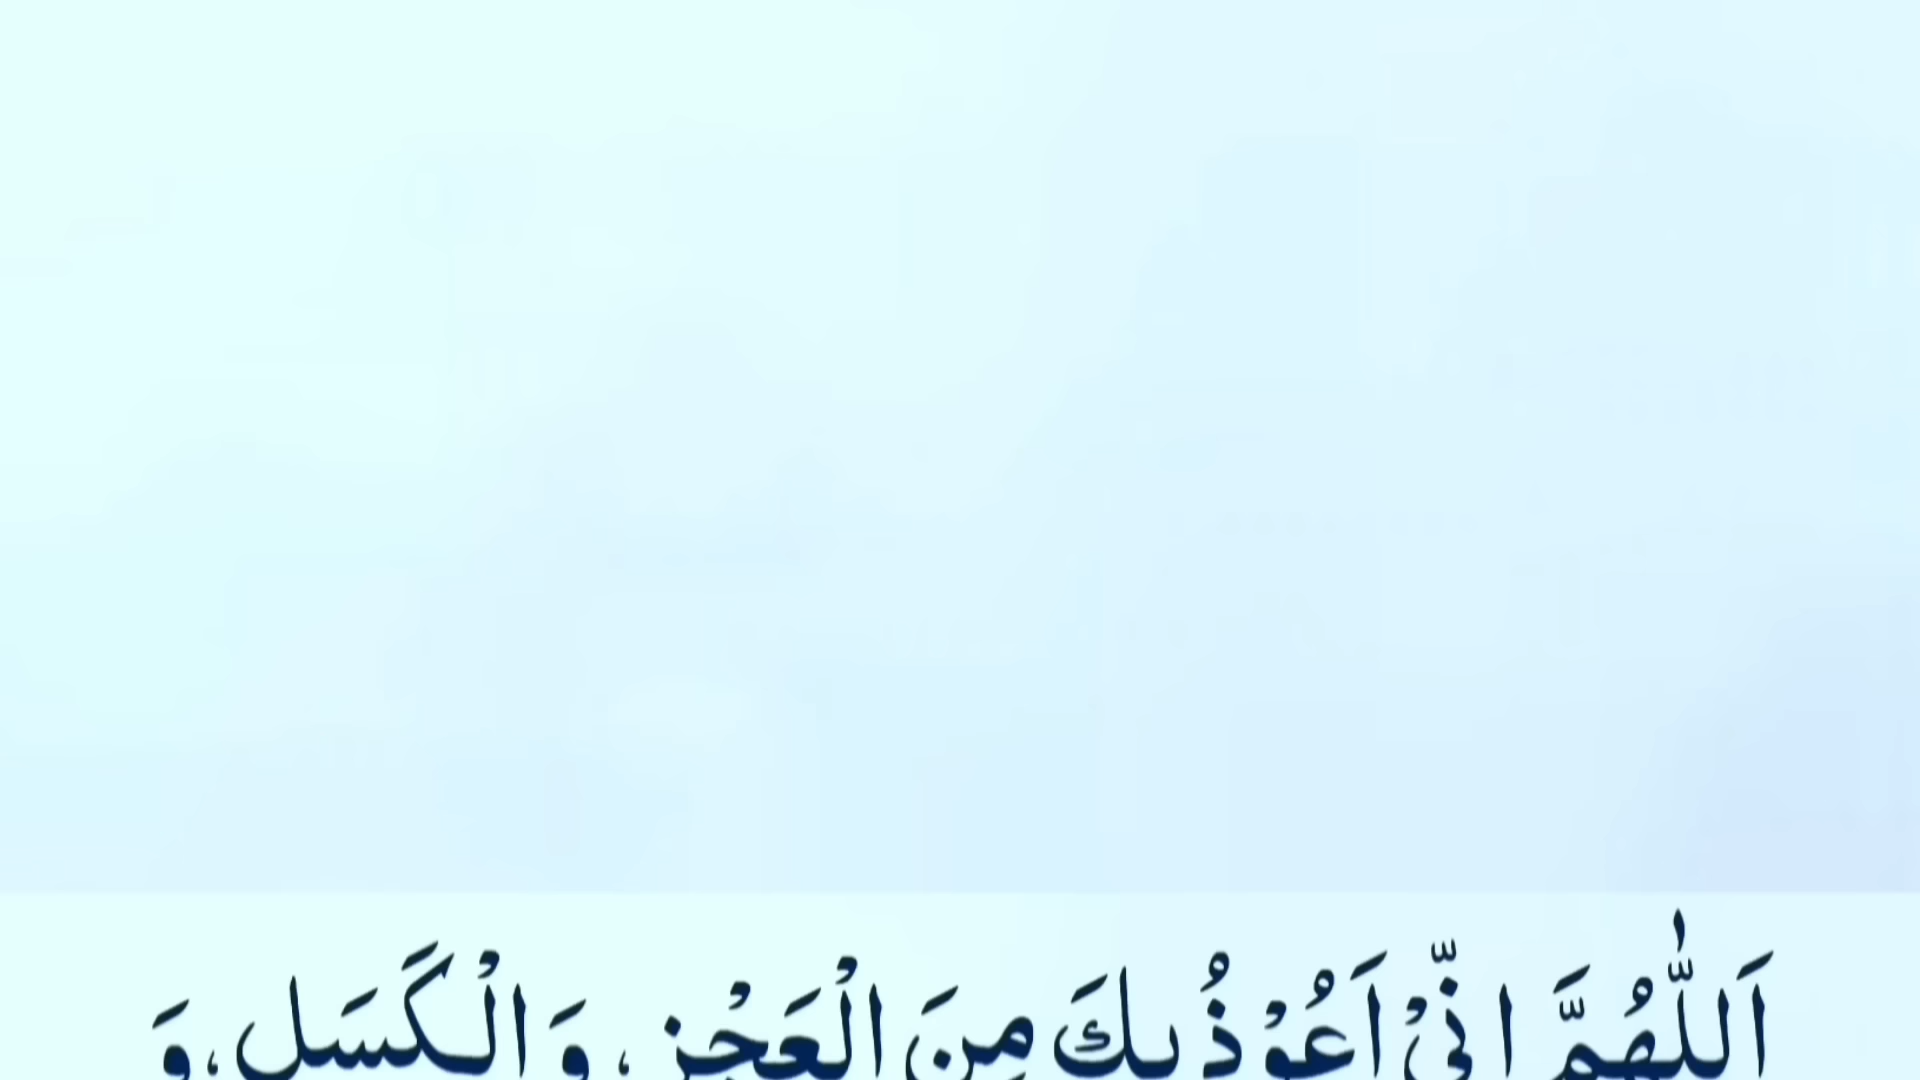 اَللّٰهُمَّ اِنِّيْ اَعُوْذُ بِكَ مِنَ الْعَجْزِ، وَالْكَسَلِ، وَ